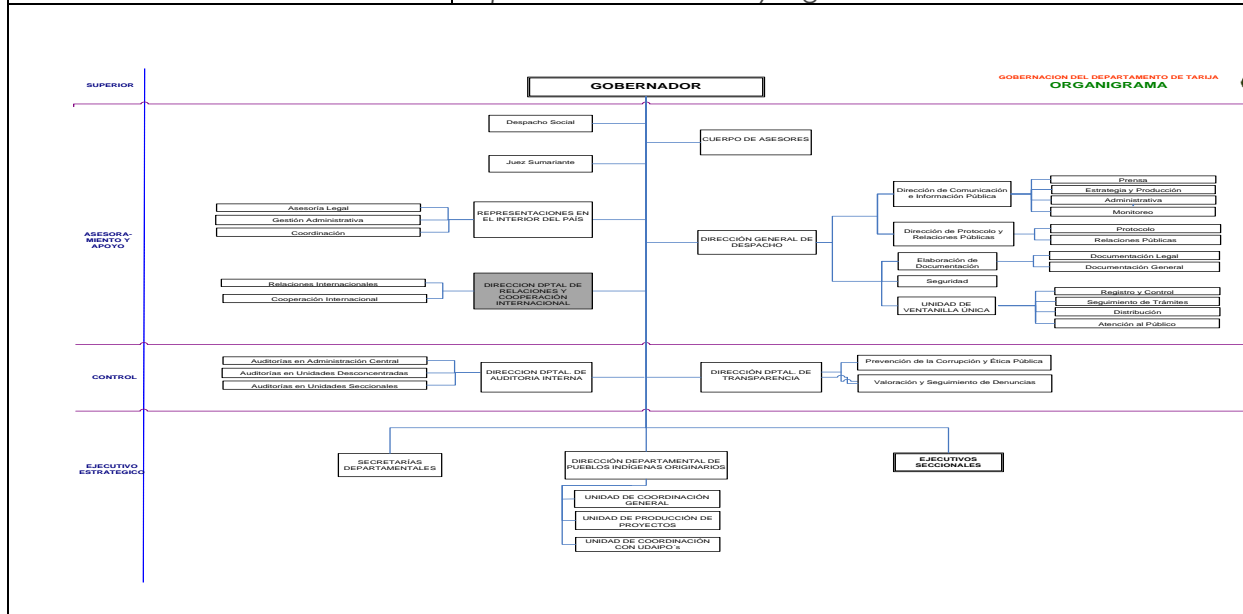 SUPERIOR
GOBERNADOR
GOBERNACION DEL DEPARTAMENTO DE TARIJA
ORGANIGRAMA
Despacho Social
CUERPO DE ASESORES
Juez Sumariante
ASESORA-
MIENTO Y
APOYO
Asesoría Legal
Gestión Administrativa
Coordinación
REPRESENTACIONES EN
EL INTERIOR DEL PAÍS
Relaciones Internacionales
Cooperación Internacional
DIRECCION DPTAL DE
RELACIONES Y
COOPERACIÓN
INTERNACIONAL
DIRECCIÓN GENERAL DE
DESPACHO
Dirección de Comunicación
e Información Pública
Prensa
Estrategia y Producción
Administrativa
Monitoreo
Dirección de Protocolo y
Relaciones Públicas
Protocolo
Relaciones Públicas
Elaboración de
Documentación
Documentación Legal
Documentación General
Seguridad
UNIDAD DE
VENTANILLA ÚNICA
Registro y Control
Seguimiento de Trámites
Distribución
Atención al Público
CONTROL
Auditorías en Administración Central
Auditorías en Unidades Desconcentradas
Auditorías en Unidades Seccionales
DIRECCION DPTAL. DE
AUDITORIA INTERNA
DIRECCIÓN DPTAL. DE
TRANSPARENCIA
Prevención de la Corrupción y Ética Pública
Valoración y Seguimiento de Denuncias
EJECUTIVO
ESTRATEGICO
SECRETARÍAS
DEPARTAMENTALES
DIRECCIÓN DEPARTAMENTAL DE
PUEBLOS INDÍGENAS ORIGINARIOS
EJECUTIVOS
SECCIONALES
UNIDAD DE COORDINACIÓN
GENERAL
UNIDAD DE PRODUCCIÓN DE
PROYECTOS
UNIDAD DE COORDINACIÓN
CON UDAIPO´s